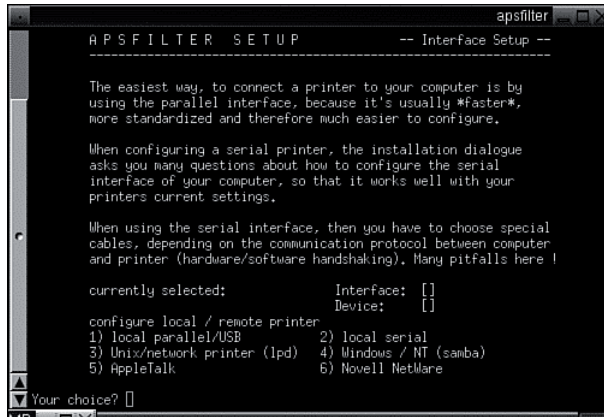 apsfilter
A P S F I L T E R   S E T U P -- Interface Setup --
The easiest way, to connect a printer to your computer is by
using the parallel interface, because it's usually *faster*,
more standardized and therefore much easier to configure.
When configuring a serial printer, the installation dialogue
asks you many questions about how to configure the serial
interface of your computer, so that it works well with your
printers current settings.
When using the serial interface, then you have to choose special
cables, depending on the communication protocol between computer
and printer (hardware/software handshaking). Many pitfalls here !
currently selected: Interface: []
Device: []
configure local / remote printer
1) local parallel/USB 2) local serial
3) Unix/network printer (lpd) 4) Windows / NT (samba)
5) AppleTalk 6) Novell NetWare
Your choice? []